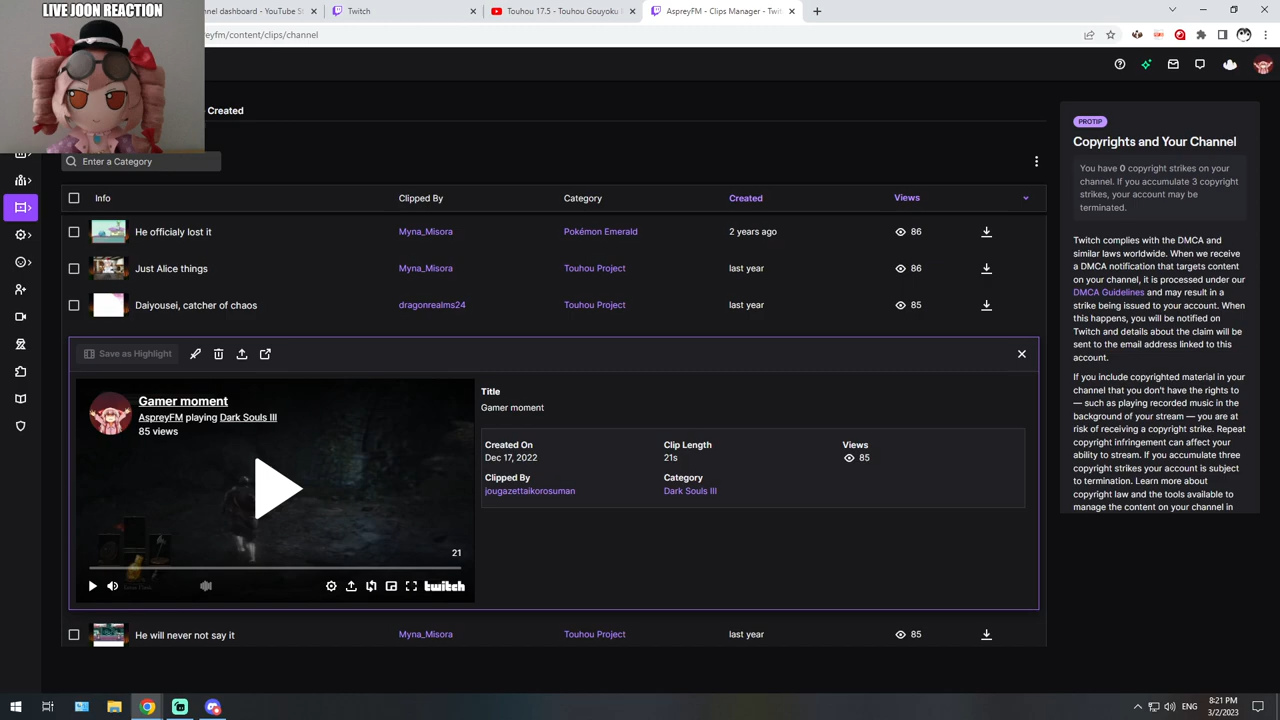 LIVE JOON REACTION
nnel dashboard - YouTube St
Twitch
Touhou 17.5 - Touhou Gouyoku
AspreyFM - Clips Manager - Twit
eyfm/content/clips/channel
Created
Enter a Category
Info Clipped By Category Created Views
He officialy lost it Myna_Misora Pokémon Emerald 2 years ago 86
Just Alice things Myna_Misora Touhou Project last year 86
Daiyousei, catcher of chaos dragonrealms24 Touhou Project last year 85
Save as Highlight
Gamer moment
AspreyFM playing Dark Souls III
85 views
21
twitch
Title
Gamer moment
Created On Clip Length Views
Dec 17, 2022 21s 85
Clipped By Category
jougazettaikorosuman Dark Souls III
He will never not say it Myna_Misora Touhou Project last year 85
PROTIP
Copyrights and Your Channel
You have 0 copyright strikes on your
channel. If you accumulate 3 copyright
strikes, your account may be
terminated.
Twitch complies with the DMCA and
similar laws worldwide. When we receive
a DMCA notification that targets content
on your channel, it is processed under our
DMCA Guidelines and may result in a
strike being issued to your account. When
this happens, you will be notified on
Twitch and details about the claim will be
sent to the email address linked to this
account.
If you include copyrighted material in your
channel that you don't have the rights to
— such as playing recorded music in the
background of your stream — you are at
risk of receiving a copyright strike. Repeat
copyright infringement can affect your
ability to stream. If you accumulate three
copyright strikes your account is subject
to termination. Learn more about
copyright law and the tools available to
manage the content on your channel in
ENG
8:21 PM
3/2/2023